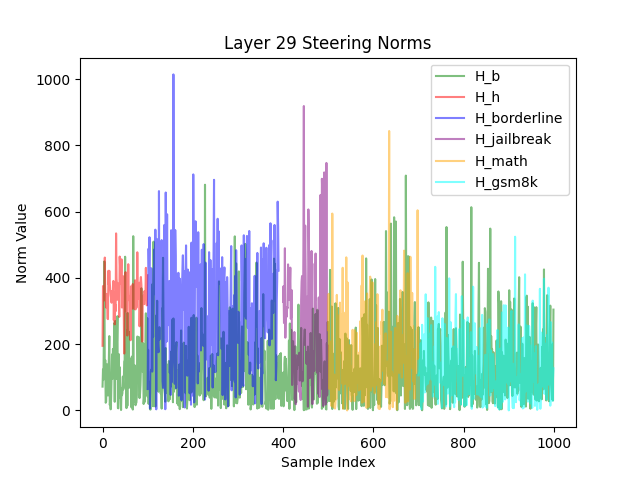 Layer 29 Steering Norms
H_b
H_h
H_borderline
H_jailbreak
H_math
H_gsm8k
Norm Value
1000
800
600
400
200
0
0 200 400 600 800 1000
Sample Index